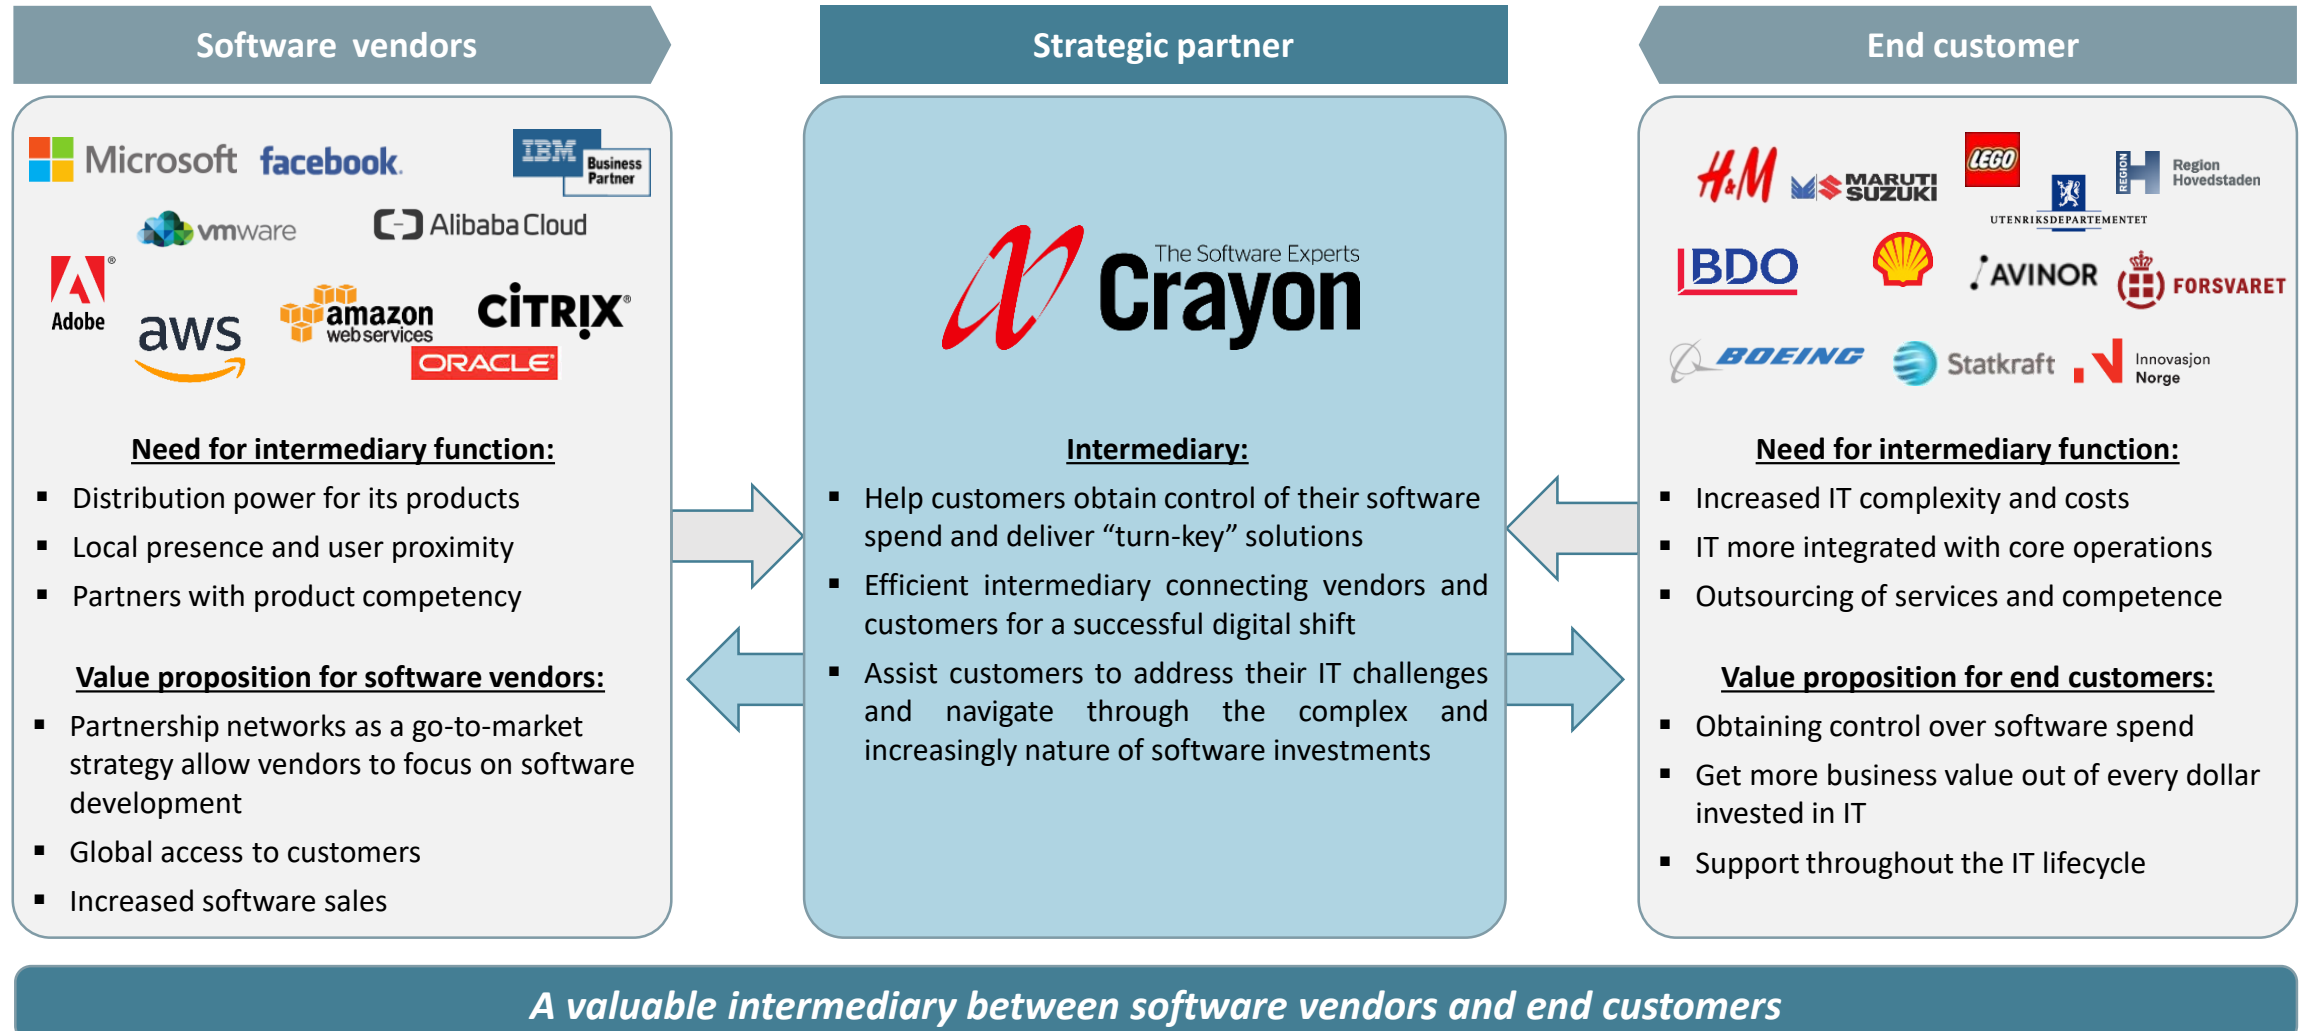 Software vendors
Strategic partner
End customer
Microsoft
facebook.
IBM
Business
Partner
vmware
Alibaba Cloud
Adobe
aws
amazon
web services
CITRIX
ORACLE
Need for intermediary function:
Distribution power for its products
Local presence and user proximity
Partners with product competency
Value proposition for software vendors:
Partnership networks as a go-to-market
strategy allow vendors to focus on software
development
Global access to customers
Increased software sales
The Software Experts
Crayon
Intermediary:
Help customers obtain control of their software
spend and deliver “turn-key” solutions
Efficient intermediary connecting vendors and
customers for a successful digital shift
Assist customers to address their IT challenges
and navigate through the complex and
increasingly nature of software investments
H&M
MARUTI
SUZUKI
LEGO
UTENRIKSDEPARTEMENTET
REGION
H
Region
Hovedstaden
BDO
AVINOR
FORSVARET
BOEING
Statkraft
Innovasjon
Norge
Need for intermediary function:
Increased IT complexity and costs
IT more integrated with core operations
Outsourcing of services and competence
Value proposition for end customers:
Obtaining control over software spend
Get more business value out of every dollar
invested in IT
Support throughout the IT lifecycle
A valuable intermediary between software vendors and end customers